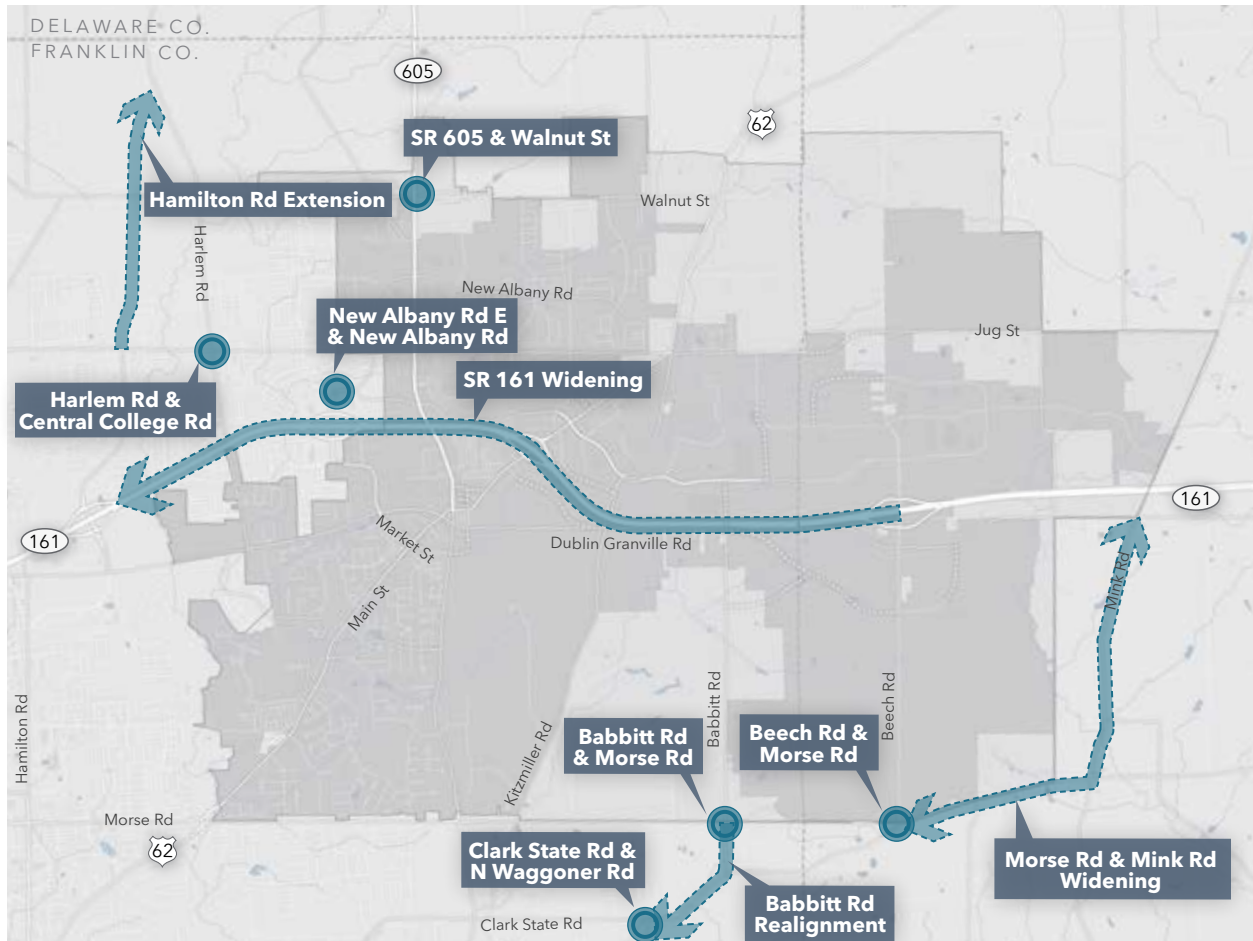 DELAWARE CO.
FRANKLIN CO.
605
62
SR 605 & Walnut St
Hamilton Rd Extension
Walnut St
Harlem Rd
New Albany Rd
New Albany Rd E
& New Albany Rd
Jug St
SR 161 Widening
Harlem Rd &
Central College Rd
161
161
Market St
Dublin Granville Rd
Mink Rd
Main St
Hamilton Rd
Babbitt Rd
Beech Rd
Kitzmiller Rd
Babbitt Rd
& Morse Rd
Beech Rd &
Morse Rd
Morse Rd
62
Clark State Rd &
N Waggoner Rd
Morse Rd & Mink Rd
Widening
Babbitt Rd
Realignment
Clark State Rd